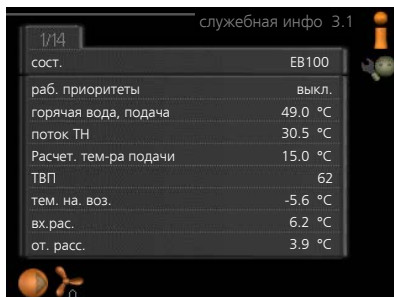 служебная инфо 3.1
1/14
сост. EB100
раб. приоритеты выкл.
горячая вода, подача 49.0 °C
поток ТН 30.5 °C
Расчет. тем-ра подачи 15.0 °C
ТВП 62
тем. на. воз. -5.6 °C
вх.рас. 6.2 °C
от. расс. 3.9 °C
0